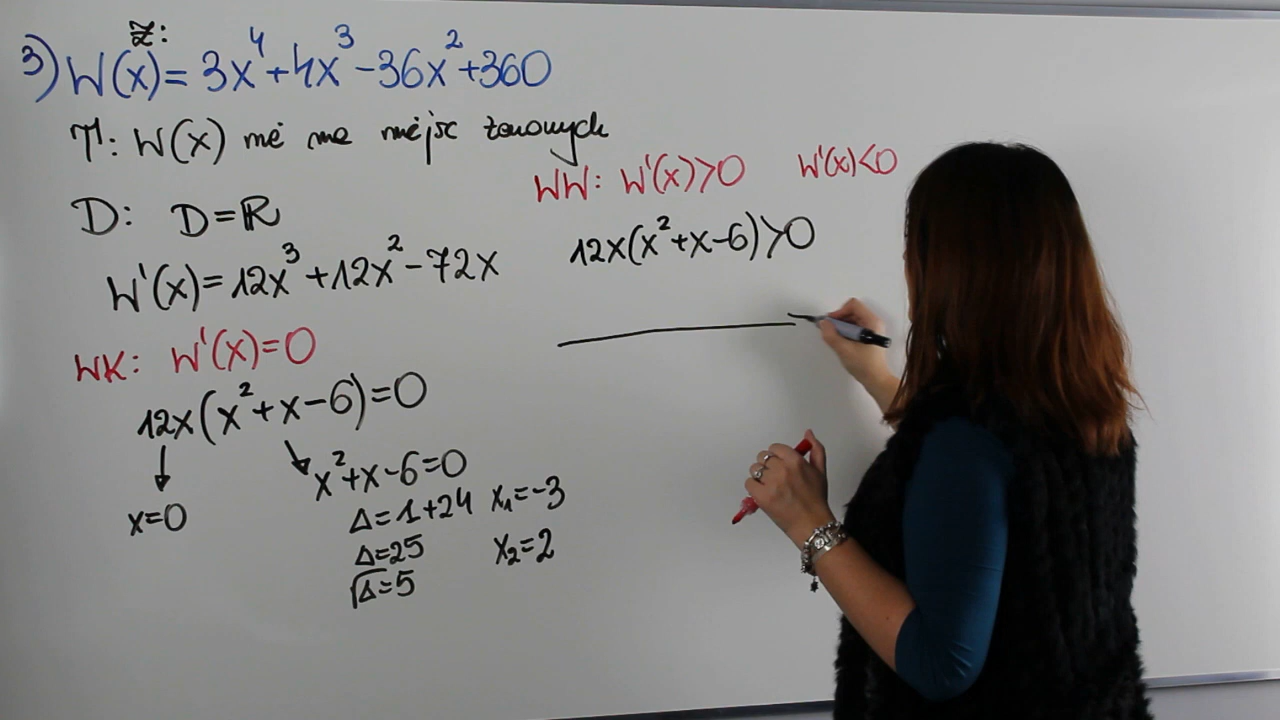 Z:
3) W(x)= 3x⁴+4x³-36x²+360
T: W(x) nie ma miejsc zerowych
D: D=ℝ
W'(x)=12x³+12x²-72x
WK: W'(x)=0
12x(x²+x-6)=0
↓ ↘
x=0
x²+x-6=0
Δ=1+24
Δ=25
√Δ=5
x₁=-3
x₂=2
WW: W'(x)>0 W'(x)<0
12x(x²+x-6)>0